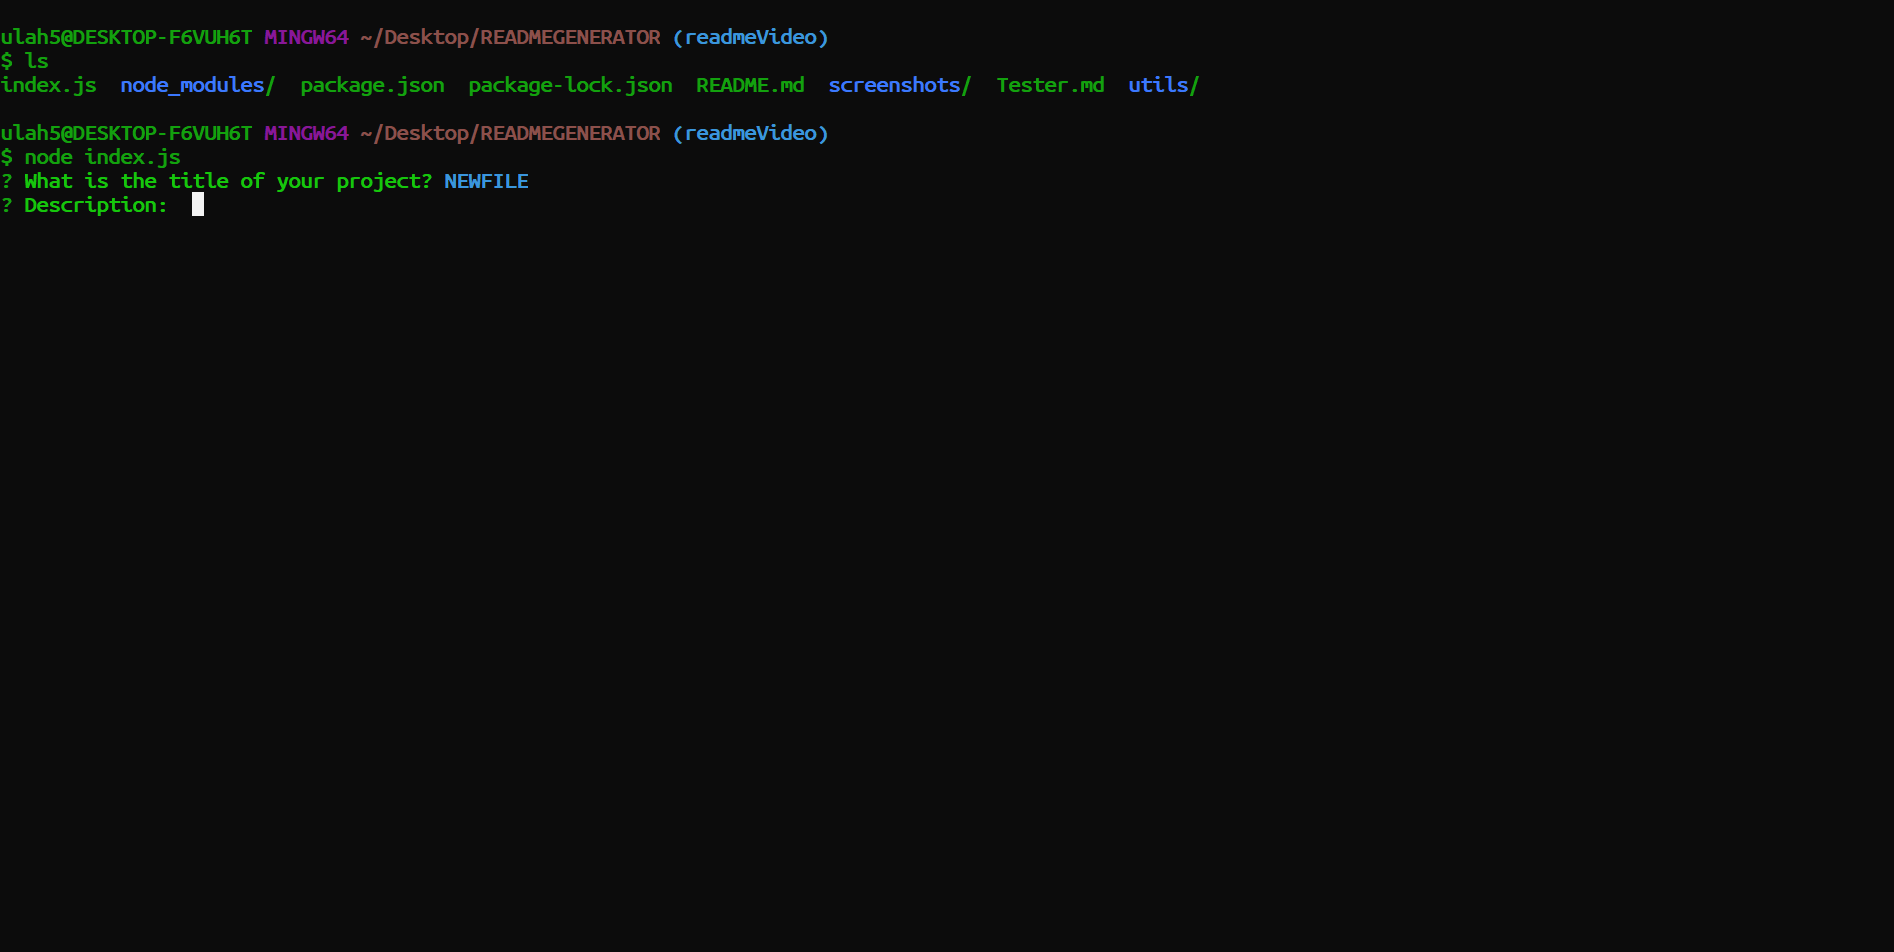 ulah5@DESKTOP-F6VUH6T MINGW64 ~/Desktop/READMEGENERATOR (readmeVideo)
$ ls
index.js  node_modules/  package.json  package-lock.json  README.md  screenshots/  Tester.md  utils/
ulah5@DESKTOP-F6VUH6T MINGW64 ~/Desktop/READMEGENERATOR (readmeVideo)
$ node index.js
? What is the title of your project? NEWFILE
? Description: